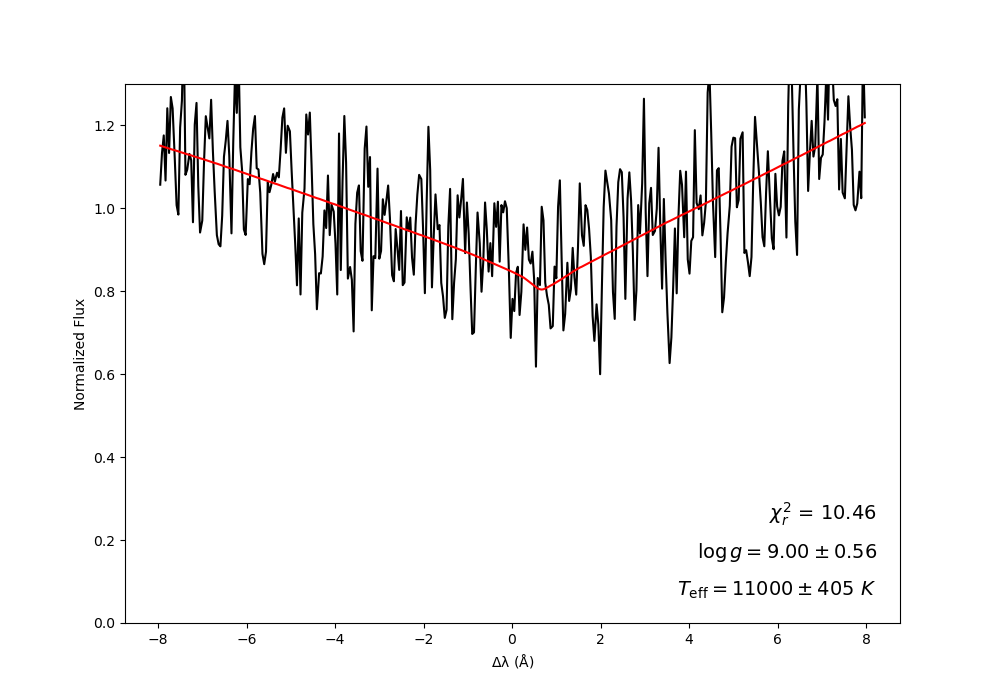 1.2
1.0
0.8
0.6
0.4
0.2
0.0
Normalized Flux
χ²ᵣ = 10.46
log g = 9.00 ± 0.56
T_eff = 11000 ± 405 K
−8 −6 −4 −2 0 2 4 6 8
Δλ (Å)